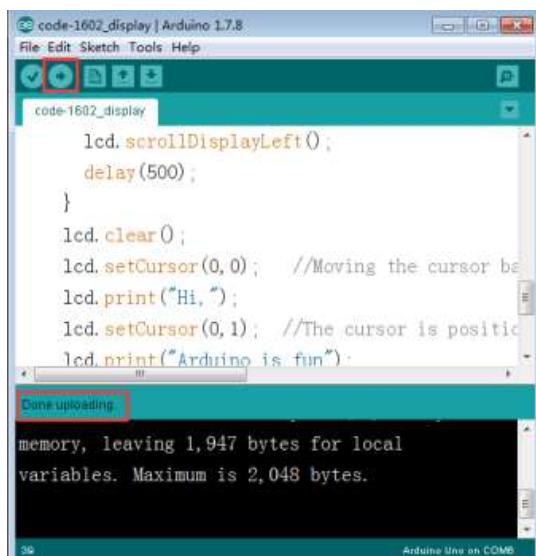 code-1602_display | Arduino 1.7.8
File Edit Sketch Tools Help
code-1602_display
lcd.scrollDisplayLeft();
delay(500);
}
lcd.clear();
lcd.setCursor(0,0); //Moving the cursor ba
lcd.print("Hi,");
lcd.setCursor(0,1); //The cursor is positio
lcd.print("Arduino is fun");
Done uploading.
memory, leaving 1,947 bytes for local
variables. Maximum is 2,048 bytes.
39 Arduino Uno on COM6